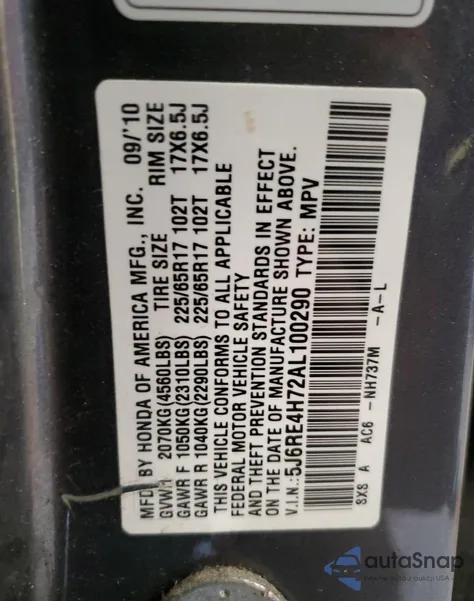 MFD BY HONDA OF AMERICA MFG., INC. 09/'10
GVWR 2070KG(4560LBS) TIRE SIZE RIM SIZE
GAWR F 1050KG(2310LBS) 225/65R17 102T 17X6.5J
GAWR R 1040KG(2290LBS) 225/65R17 102T 17X6.5J
THIS VEHICLE CONFORMS TO ALL APPLICABLE
FEDERAL MOTOR VEHICLE SAFETY
AND THEFT PREVENTION STANDARDS IN EFFECT
ON THE DATE OF MANUFACTURE SHOWN ABOVE.
V.I.N.: 5J6RE4H72AL100290 TYPE: MPV
SXS A AC6 -NH737M -A-L
autaSnap